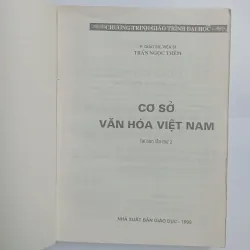 CHƯƠNG TRÌNH GIÁO TRÌNH ĐẠI HỌC
TRẦN NGỌC THÊM
CƠ SỞ
VĂN HÓA VIỆT NAM
NHÀ XUẤT BẢN GIÁO DỤC